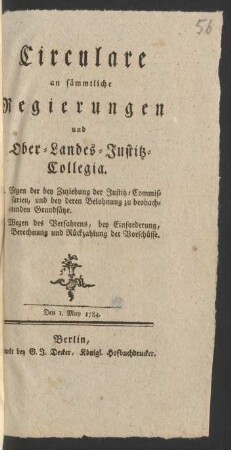 56
Circulare
an sämmtliche
Regierungen
und
Ober-Landes-Justitz-
Collegia.
Wegen der bey Zuziehung der Justitz-Commis-
sarien, und bey deren Belohnung zu beobach-
tenden Grundsätze.
Wegen des Verfahrens, bey Einforderung,
Berechnung und Rückzahlung der Vorschüsse.
Den 1. May 1784.
Berlin,
bey G. J. Decker, Königl. Hofbuchdrucker.